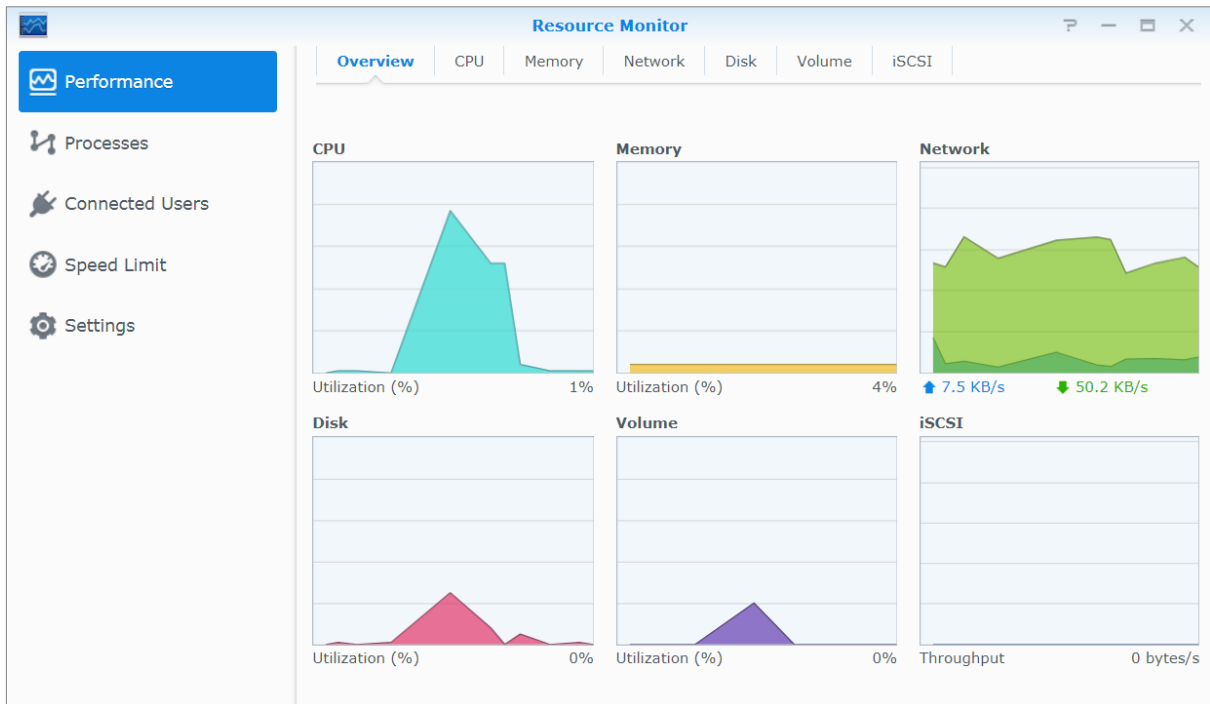 Resource Monitor
Performance
Processes
Connected Users
Speed Limit
Settings
Overview CPU Memory Network Disk Volume iSCSI
CPU
Utilization (%) 1%
Memory
Utilization (%) 4%
Network
7.5 KB/s 50.2 KB/s
Disk
Utilization (%) 0%
Volume
Utilization (%) 0%
iSCSI
Throughput 0 bytes/s